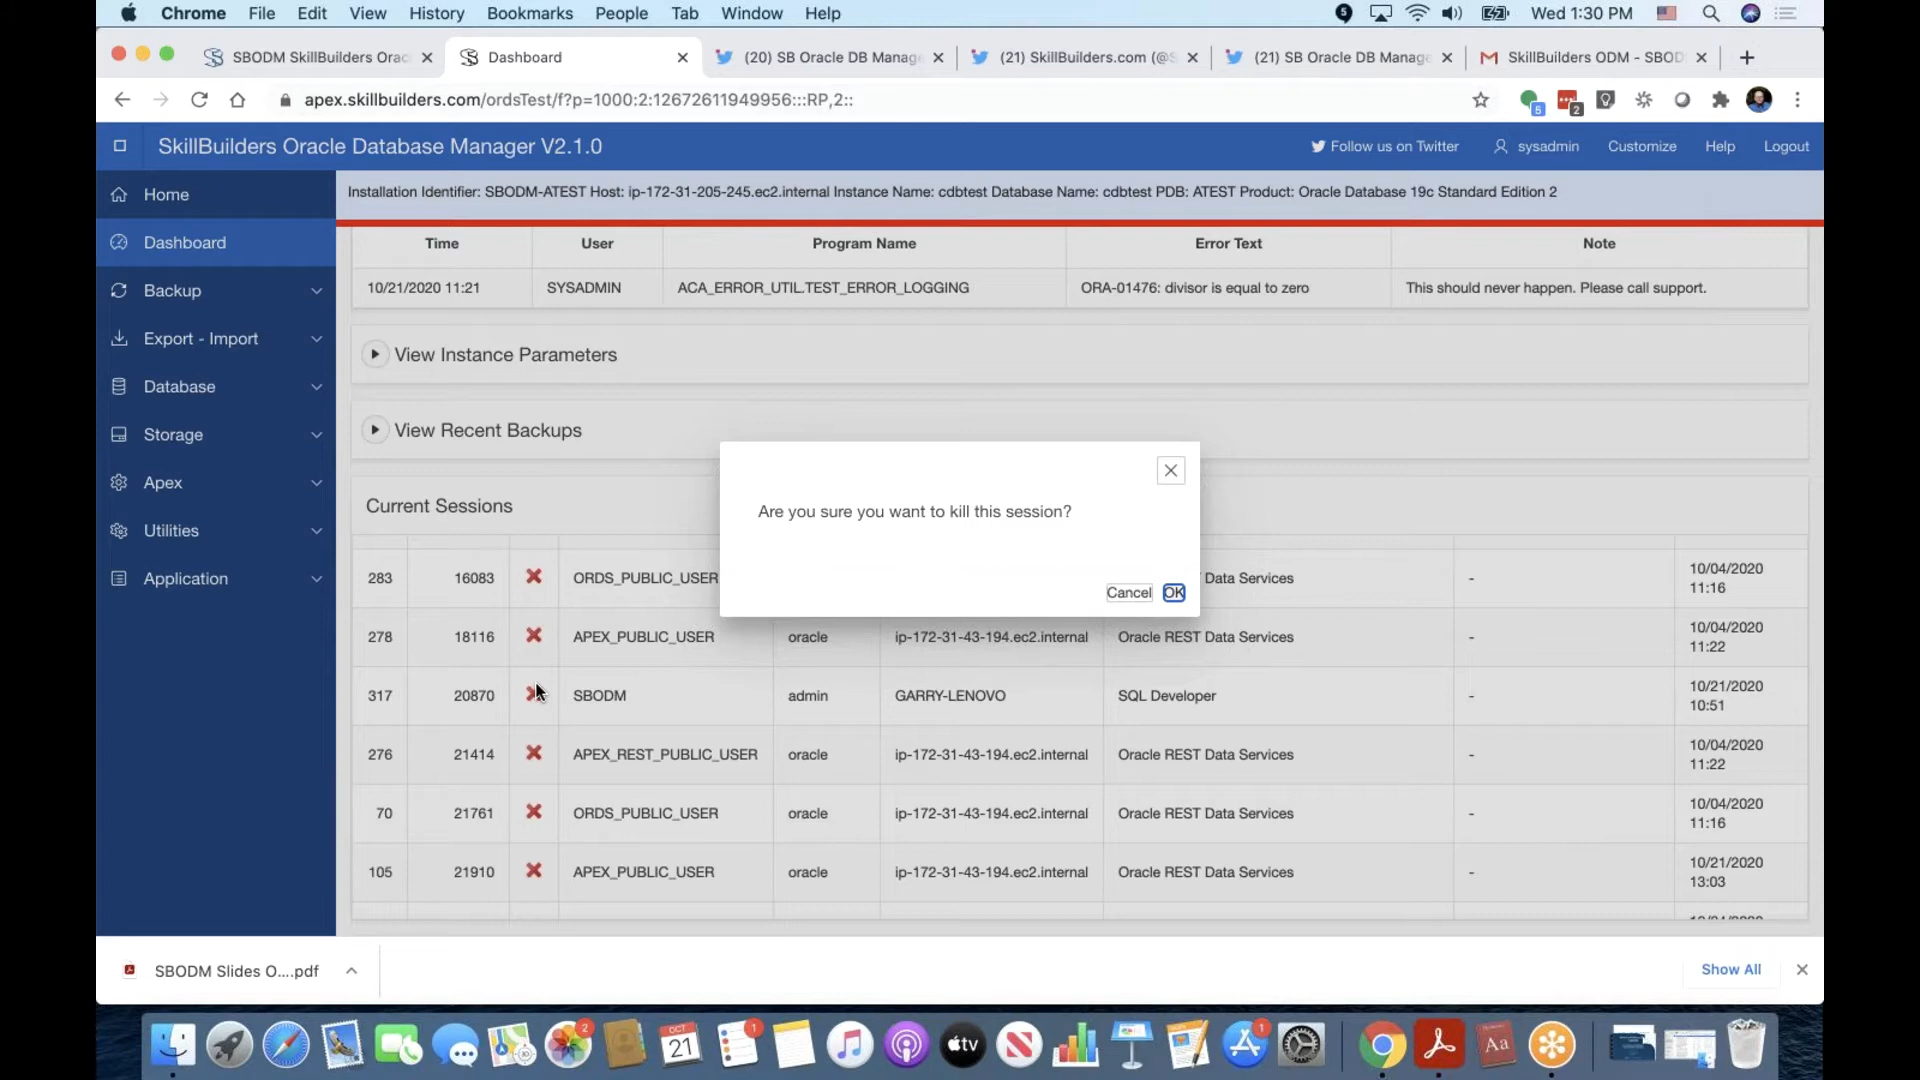 Chrome File Edit View History Bookmarks People Tab Window Help
5
Wed 1:30 PM
SBODM SkillBuilders Orac
Dashboard
(20) SB Oracle DB Manage
(21) SkillBuilders.com (@S
(21) SB Oracle DB Manage
SkillBuilders ODM - SBOD
apex.skillbuilders.com/ordsTest/f?p=1000:2:12672611949956:::RP,2::
5
2
SkillBuilders Oracle Database Manager V2.1.0
Follow us on Twitter
sysadmin
Customize
Help
Logout
Installation Identifier: SBODM-ATEST Host: ip-172-31-205-245.ec2.internal Instance Name: cdbtest Database Name: cdbtest PDB: ATEST Product: Oracle Database 19c Standard Edition 2
Home
Dashboard
Backup
Export - Import
Database
Storage
Apex
Utilities
Application
Time User Program Name Error Text Note
10/21/2020 11:21 SYSADMIN ACA_ERROR_UTIL.TEST_ERROR_LOGGING ORA-01476: divisor is equal to zero This should never happen. Please call support.
View Instance Parameters
View Recent Backups
Current Sessions
Are you sure you want to kill this session?
Cancel OK
283 16083 ORDS_PUBLIC_USER Data Services - 10/04/2020
11:16
278 18116 APEX_PUBLIC_USER oracle ip-172-31-43-194.ec2.internal Oracle REST Data Services - 10/04/2020
11:22
317 20870 SBODM admin GARRY-LENOVO SQL Developer - 10/21/2020
10:51
276 21414 APEX_REST_PUBLIC_USER oracle ip-172-31-43-194.ec2.internal Oracle REST Data Services - 10/04/2020
11:22
70 21761 ORDS_PUBLIC_USER oracle ip-172-31-43-194.ec2.internal Oracle REST Data Services - 10/04/2020
11:16
105 21910 APEX_PUBLIC_USER oracle ip-172-31-43-194.ec2.internal Oracle REST Data Services - 10/21/2020
13:03
SBODM Slides O....pdf
Show All
2
OCT
21
1
tv
1
Aa